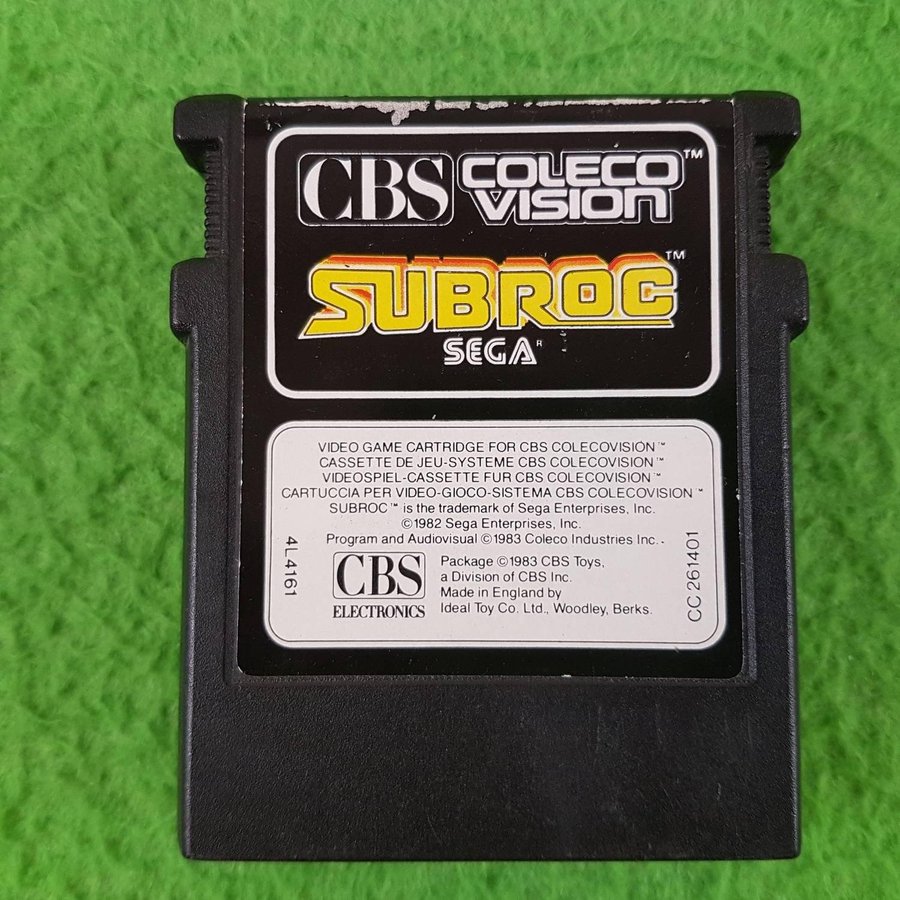 CBS COLECO VISION™
SUBROC™
SEGA®
VIDEO GAME CARTRIDGE FOR CBS COLECOVISION™
CASSETTE DE JEU-SYSTEME CBS COLECOVISION™
VIDEOSPIEL-CASSETTE FUR CBS COLECOVISION™
CARTUCCIA PER VIDEO-GIOCO-SISTEMA CBS COLECOVISION™
SUBROC™ is the trademark of Sega Enterprises, Inc.
©1982 Sega Enterprises, Inc.
Program and Audiovisual ©1983 Coleco Industries Inc.
4L4161
CBS
ELECTRONICS
Package ©1983 CBS Toys,
a Division of CBS Inc.
Made in England by
Ideal Toy Co. Ltd., Woodley, Berks.
CC 261401